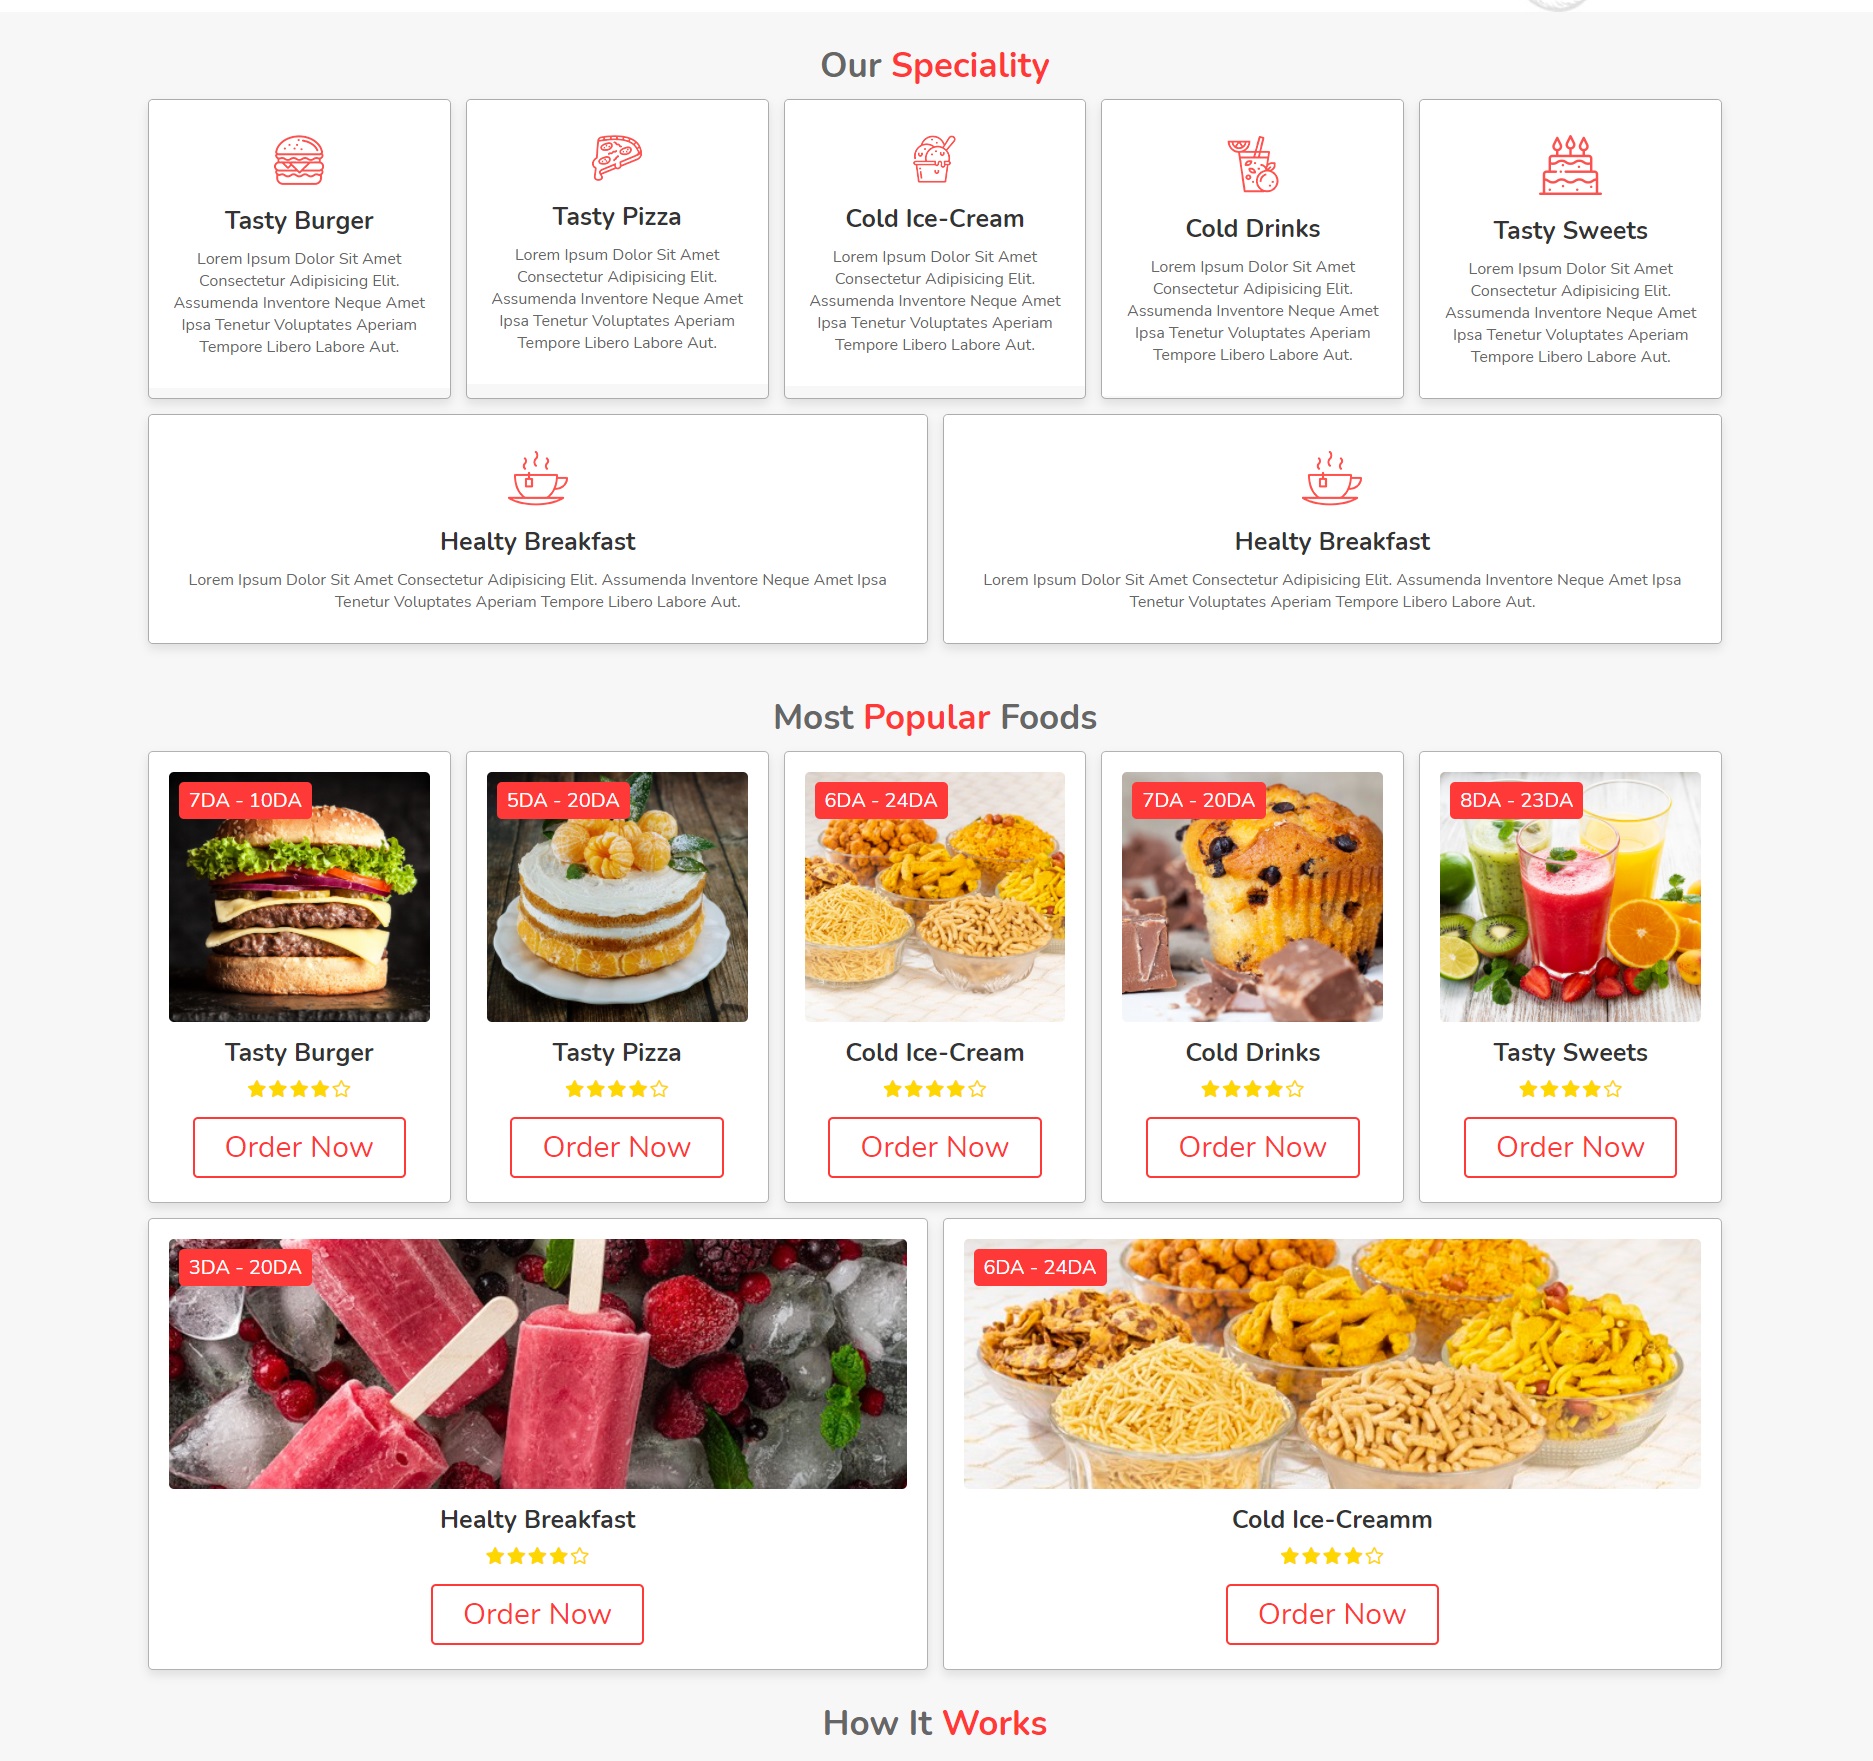 Our Speciality
Tasty Burger
Lorem Ipsum Dolor Sit Amet
Consectetur Adipisicing Elit.
Assumenda Inventore Neque Amet
Ipsa Tenetur Voluptates Aperiam
Tempore Libero Labore Aut.
Tasty Pizza
Lorem Ipsum Dolor Sit Amet
Consectetur Adipisicing Elit.
Assumenda Inventore Neque Amet
Ipsa Tenetur Voluptates Aperiam
Tempore Libero Labore Aut.
Cold Ice-Cream
Lorem Ipsum Dolor Sit Amet
Consectetur Adipisicing Elit.
Assumenda Inventore Neque Amet
Ipsa Tenetur Voluptates Aperiam
Tempore Libero Labore Aut.
Cold Drinks
Lorem Ipsum Dolor Sit Amet
Consectetur Adipisicing Elit.
Assumenda Inventore Neque Amet
Ipsa Tenetur Voluptates Aperiam
Tempore Libero Labore Aut.
Tasty Sweets
Lorem Ipsum Dolor Sit Amet
Consectetur Adipisicing Elit.
Assumenda Inventore Neque Amet
Ipsa Tenetur Voluptates Aperiam
Tempore Libero Labore Aut.
Healty Breakfast
Lorem Ipsum Dolor Sit Amet Consectetur Adipisicing Elit. Assumenda Inventore Neque Amet Ipsa
Tenetur Voluptates Aperiam Tempore Libero Labore Aut.
Healty Breakfast
Lorem Ipsum Dolor Sit Amet Consectetur Adipisicing Elit. Assumenda Inventore Neque Amet Ipsa
Tenetur Voluptates Aperiam Tempore Libero Labore Aut.
Most Popular Foods
7DA - 10DA
Tasty Burger
Order Now
5DA - 20DA
Tasty Pizza
Order Now
6DA - 24DA
Cold Ice-Cream
Order Now
7DA - 20DA
Cold Drinks
Order Now
8DA - 23DA
Tasty Sweets
Order Now
3DA - 20DA
Healty Breakfast
Order Now
6DA - 24DA
Cold Ice-Creamm
Order Now
How It Works